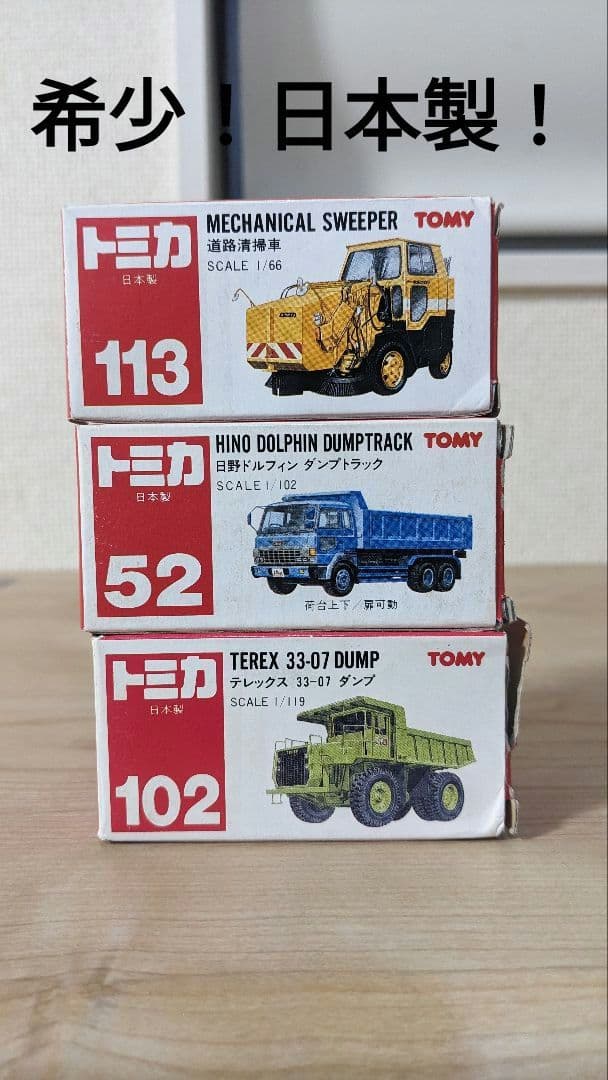 希少！日本製！
トミカ
日本製
113
MECHANICAL SWEEPER TOMY
道路清掃車
SCALE 1/66
トミカ
日本製
52
HINO DOLPHIN DUMPTRACK TOMY
日野ドルフィン ダンプトラック
SCALE 1/102
荷台上下／扉可動
トミカ
日本製
102
TEREX 33-07 DUMP TOMY
テレックス 33-07 ダンプ
SCALE 1/119